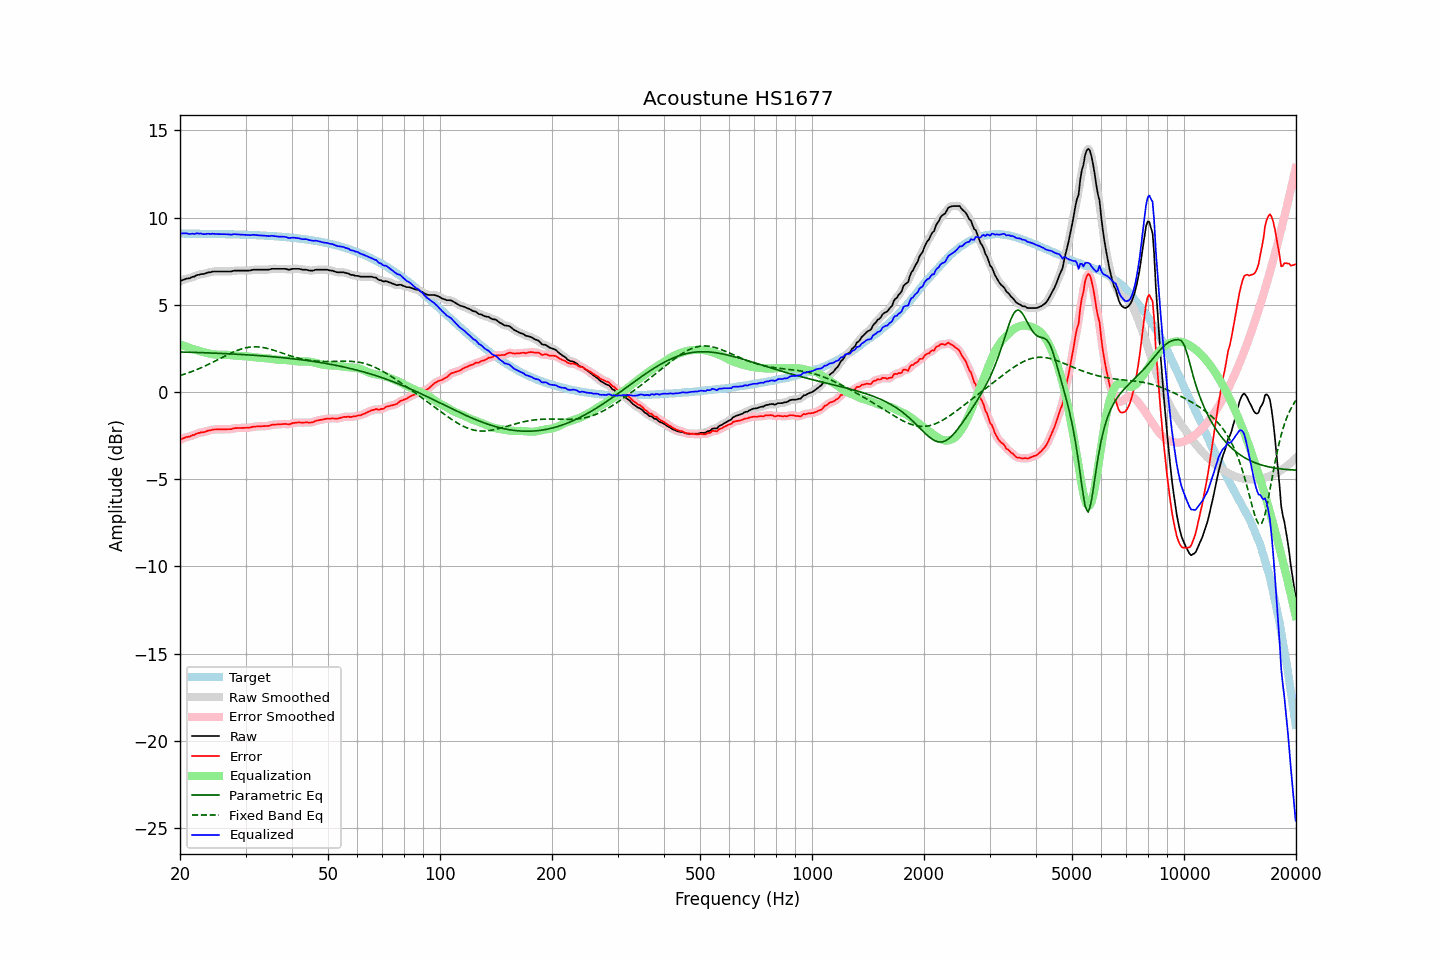 Acoustune HS1677
Amplitude (dBr)
15
10
5
0
−5
−10
−15
−20
−25
Target
Raw Smoothed
Error Smoothed
Raw
Error
Equalization
Parametric Eq
Fixed Band Eq
Equalized
20 50 100 200 500 1000 2000 5000 10000 20000
Frequency (Hz)